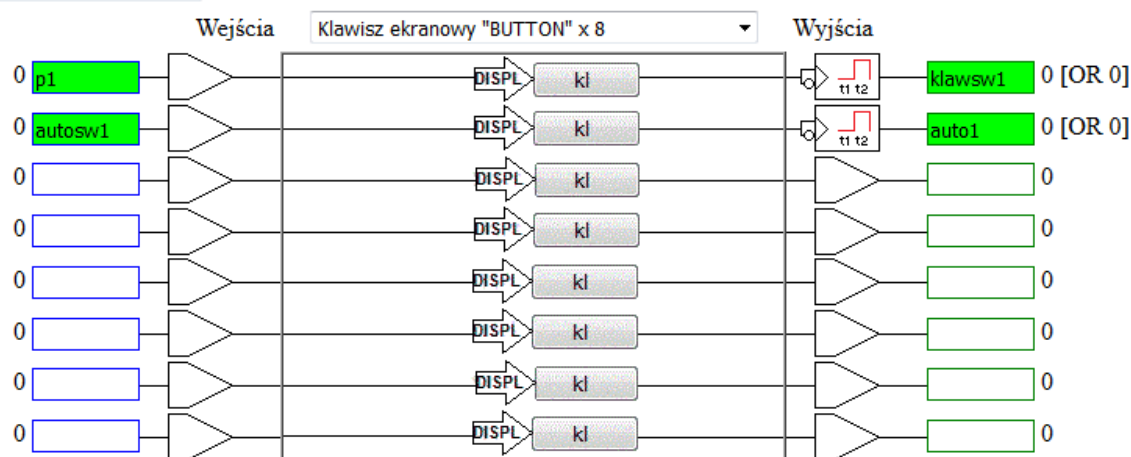 Wejścia Klawisz ekranowy "BUTTON" x 8 Wyjścia
0 p1 DISPL kl t1 t2 klawsw1 0 [OR 0]
0 autosw1 DISPL kl t1 t2 auto1 0 [OR 0]
0 DISPL kl 0
0 DISPL kl 0
0 DISPL kl 0
0 DISPL kl 0
0 DISPL kl 0
0 DISPL kl 0